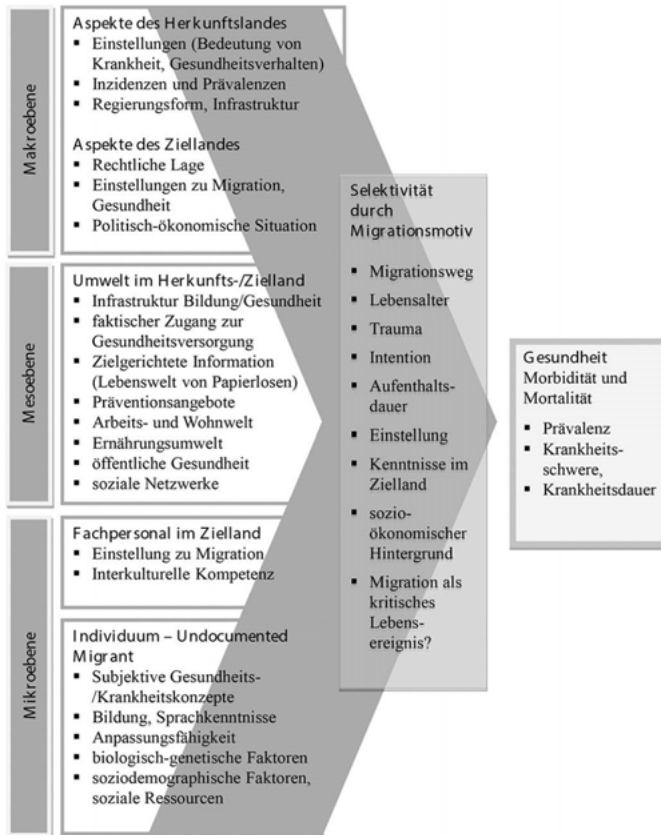 Makroebene
Aspekte des Herkunftslandes
▪ Einstellungen (Bedeutung von
Krankheit, Gesundheitsverhalten)
▪ Inzidenzen und Prävalenzen
▪ Regierungsform, Infrastruktur
Aspekte des Ziellandes
▪ Rechtliche Lage
▪ Einstellungen zu Migration,
Gesundheit
▪ Politisch-ökonomische Situation
Mesoebene
Umwelt im Herkunfts-/Zielland
▪ Infrastruktur Bildung/Gesundheit
▪ faktischer Zugang zur
Gesundheitsversorgung
▪ Zielgerichtete Information
(Lebenswelt von Papierlosen)
▪ Präventionsangebote
▪ Arbeits- und Wohnwelt
▪ Ernährungsumwelt
▪ öffentliche Gesundheit
▪ soziale Netzwerke
Mikroebene
Fachpersonal im Zielland
▪ Einstellung zu Migration
▪ Interkulturelle Kompetenz
Individuum – Undocumented
Migrant
▪ Subjektive Gesundheits-
/Krankheitskonzepte
▪ Bildung, Sprachkenntnisse
▪ Anpassungsfähigkeit
▪ biologisch-genetische Faktoren
▪ soziodemographische Faktoren,
soziale Ressourcen
Selektivität
durch
Migrationsmotiv
▪ Migrationsweg
▪ Lebensalter
▪ Trauma
▪ Intention
▪ Aufenthalts-
dauer
▪ Einstellung
▪ Kenntnisse im
Zielland
▪ sozio-
ökonomischer
Hintergrund
▪ Migration als
kritisches
Lebens-
ereignis?
Gesundheit
Morbidität und
Mortalität
▪ Prävalenz
▪ Krankheits-
schwere,
▪ Krankheitsdauer